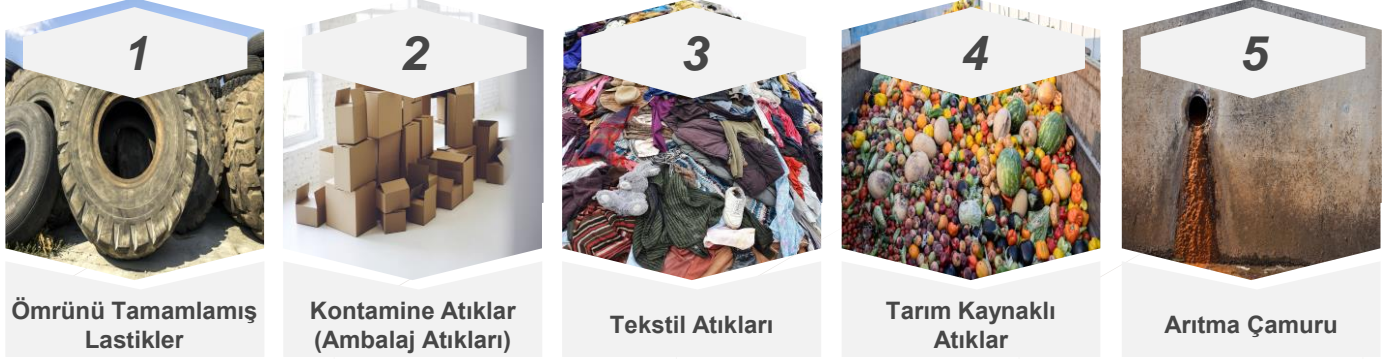 1
2
3
4
5
Ömrünü Tamamlamış
Lastikler
Kontamine Atıklar
(Ambalaj Atıkları)
Tekstil Atıkları
Tarım Kaynaklı
Atıklar
Arıtma Çamuru